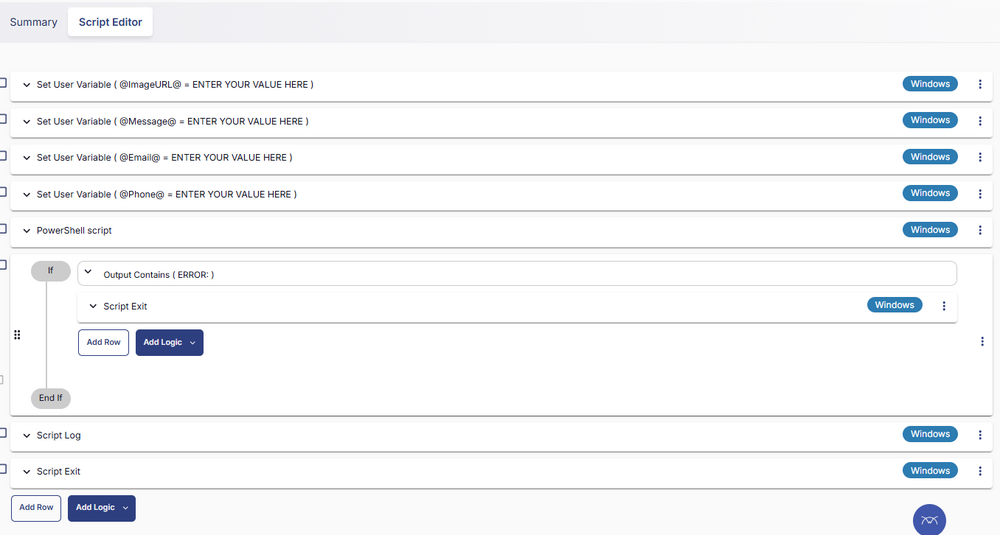 Summary Script Editor
Set User Variable ( @ImageURL@ = ENTER YOUR VALUE HERE ) Windows
Set User Variable ( @Message@ = ENTER YOUR VALUE HERE ) Windows
Set User Variable ( @Email@ = ENTER YOUR VALUE HERE ) Windows
Set User Variable ( @Phone@ = ENTER YOUR VALUE HERE ) Windows
PowerShell script Windows
If Output Contains ( ERROR: )
Script Exit Windows
Add Row Add Logic
End If
Script Log Windows
Script Exit Windows
Add Row Add Logic